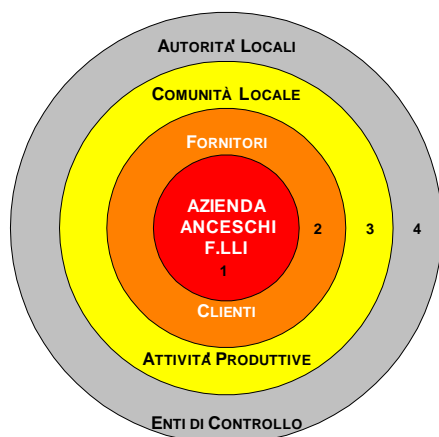 AUTORITA' LOCALI
COMUNITÀ LOCALE
FORNITORI
AZIENDA
ANCESCHI
F.LLI
1
2
3
4
CLIENTI
ATTIVITA' PRODUTTIVE
ENTI DI CONTROLLO